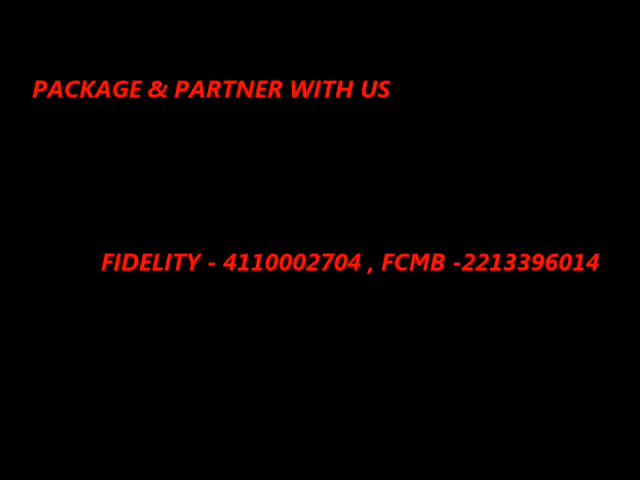 PACKAGE & PARTNER WITH US
FIDELITY - 4110002704 , FCMB -2213396014